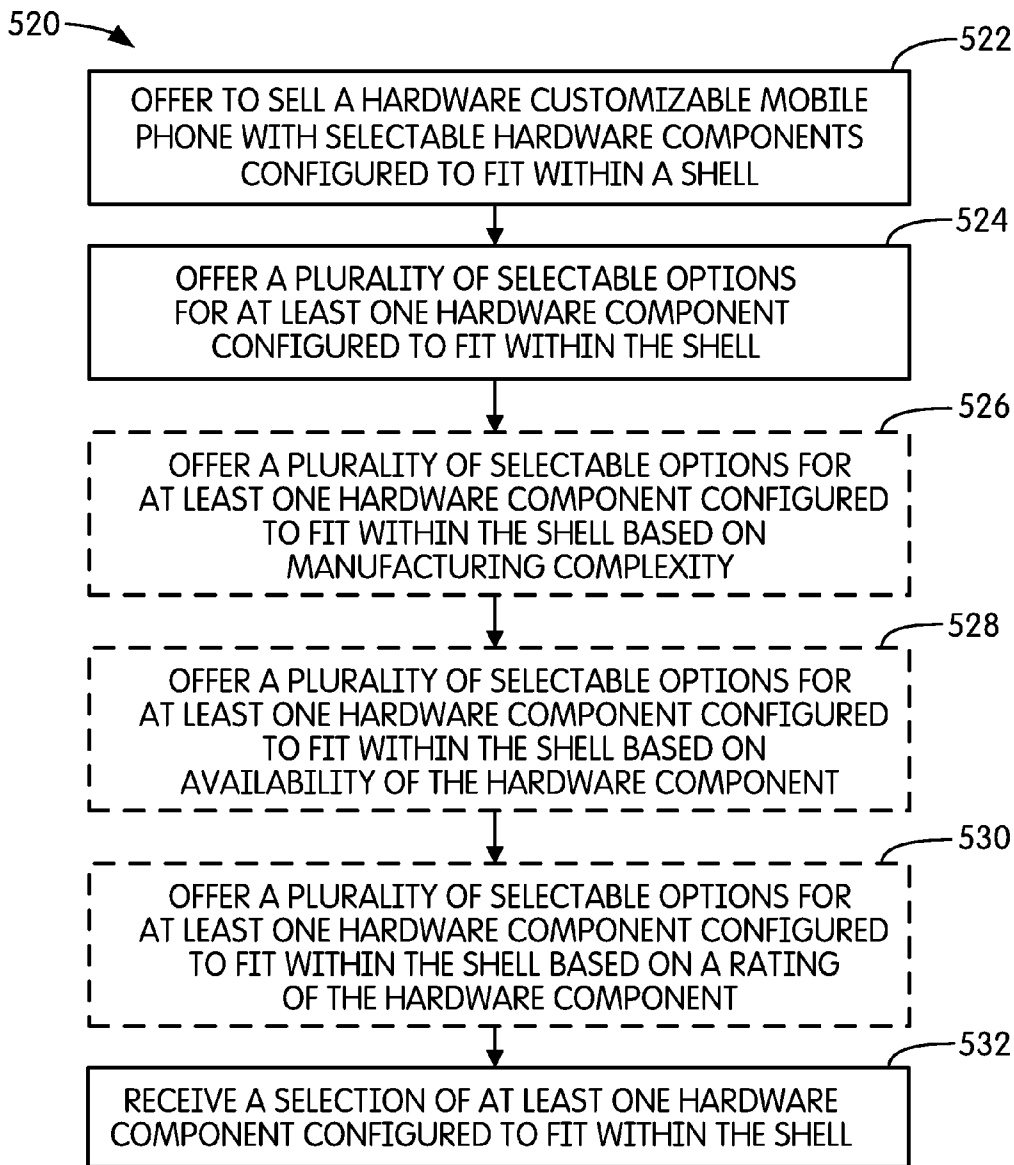 520
522
OFFER TO SELL A HARDWARE CUSTOMIZABLE MOBILE
PHONE WITH SELECTABLE HARDWARE COMPONENTS
CONFIGURED TO FIT WITHIN A SHELL
524
OFFER A PLURALITY OF SELECTABLE OPTIONS
FOR AT LEAST ONE HARDWARE COMPONENT
CONFIGURED TO FIT WITHIN THE SHELL
526
OFFER A PLURALITY OF SELECTABLE OPTIONS FOR
AT LEAST ONE HARDWARE COMPONENT CONFIGURED
TO FIT WITHIN THE SHELL BASED ON
MANUFACTURING COMPLEXITY
528
OFFER A PLURALITY OF SELECTABLE OPTIONS FOR
AT LEAST ONE HARDWARE COMPONENT CONFIGURED
TO FIT WITHIN THE SHELL BASED ON
AVAILABILITY OF THE HARDWARE COMPONENT
530
OFFER A PLURALITY OF SELECTABLE OPTIONS FOR
AT LEAST ONE HARDWARE COMPONENT CONFIGURED
TO FIT WITHIN THE SHELL BASED ON A RATING
OF THE HARDWARE COMPONENT
532
RECEIVE A SELECTION OF AT LEAST ONE HARDWARE
COMPONENT CONFIGURED TO FIT WITHIN THE SHELL